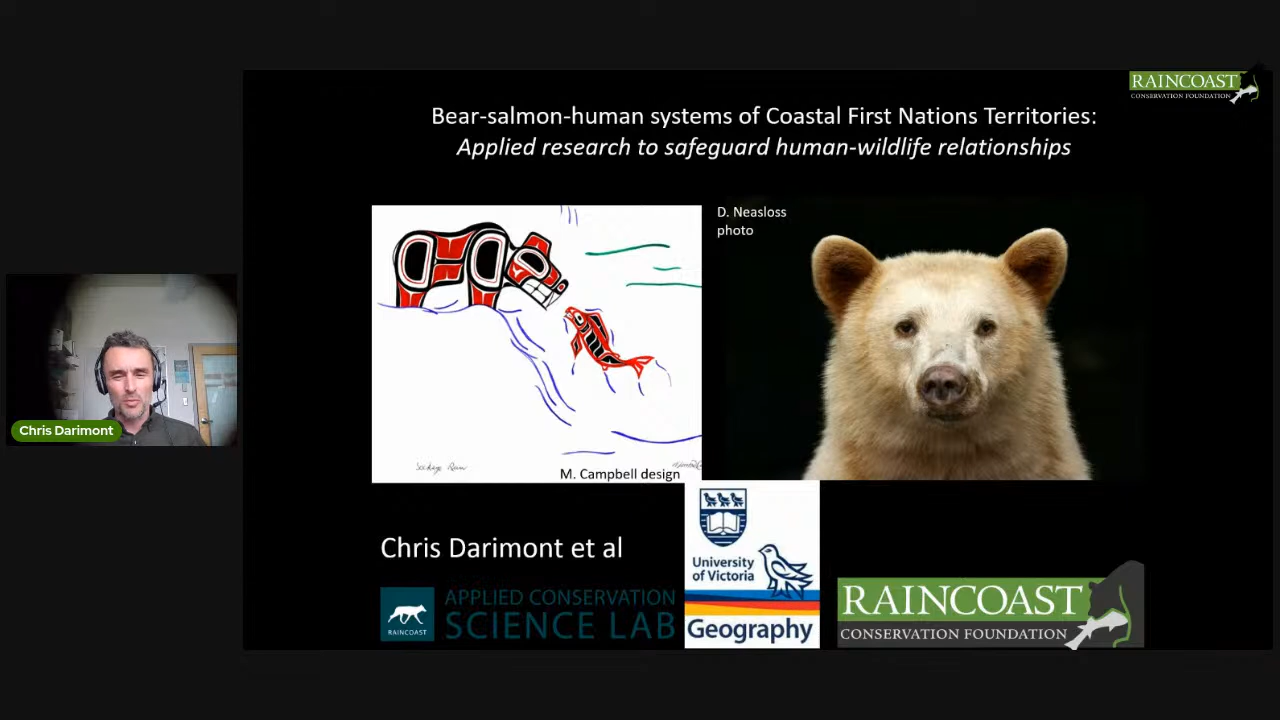 RAINCOAST
CONSERVATION FOUNDATION
Bear-salmon-human systems of Coastal First Nations Territories:
Applied research to safeguard human-wildlife relationships
D. Neasloss
photo
M. Campbell design
Chris Darimont
Chris Darimont et al
RAINCOAST
APPLIED CONSERVATION
SCIENCE LAB
University
of Victoria
Geography
RAINCOAST
CONSERVATION FOUNDATION